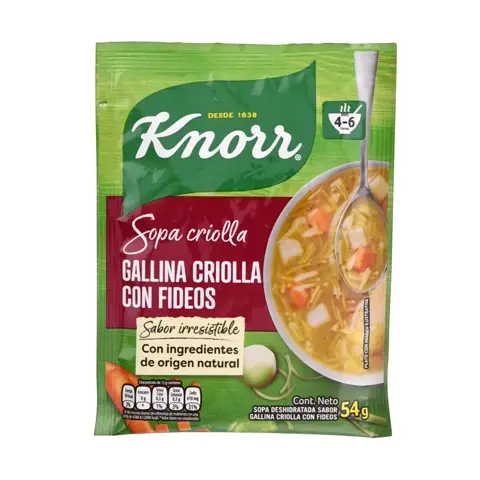 DESDE 1838
Knorr®
4-6
Sopa criolla
GALLINA CRIOLLA
CON FIDEOS
Sabor irresistible
Con ingredientes
de origen natural
Cont. Neto
SOPA DESHIDRATADA SABOR
GALLINA CRIOLLA CON FIDEOS
54g